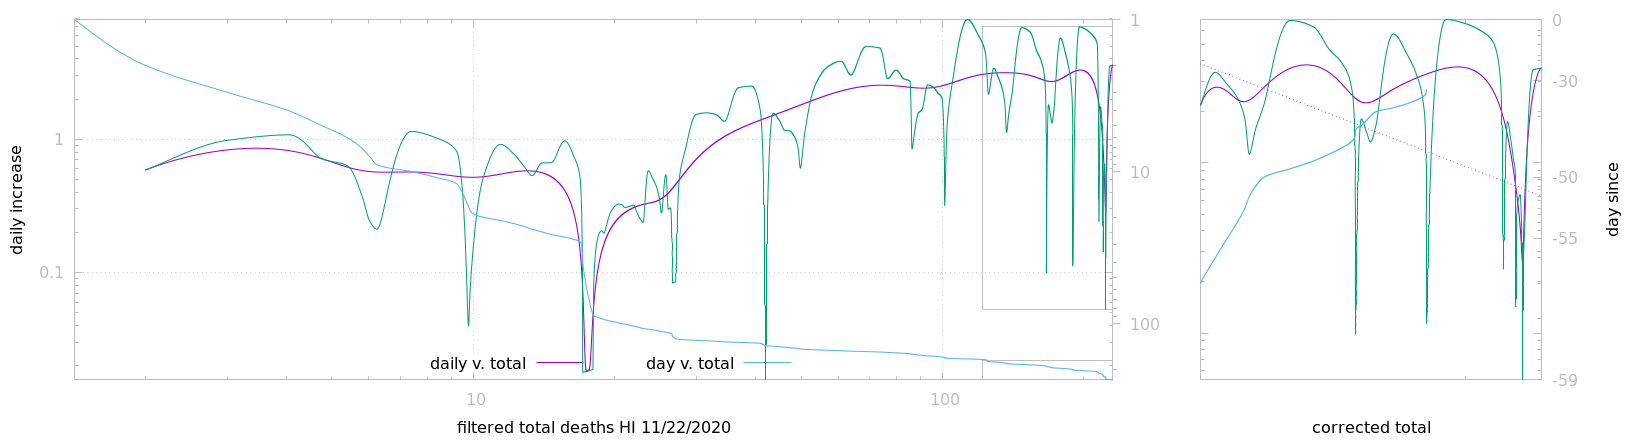 daily increase
1
0.1
daily v. total
day v. total
10
100
filtered total deaths HI 11/22/2020
1
10
100
0
-30
-50
-55
-59
day since
corrected total